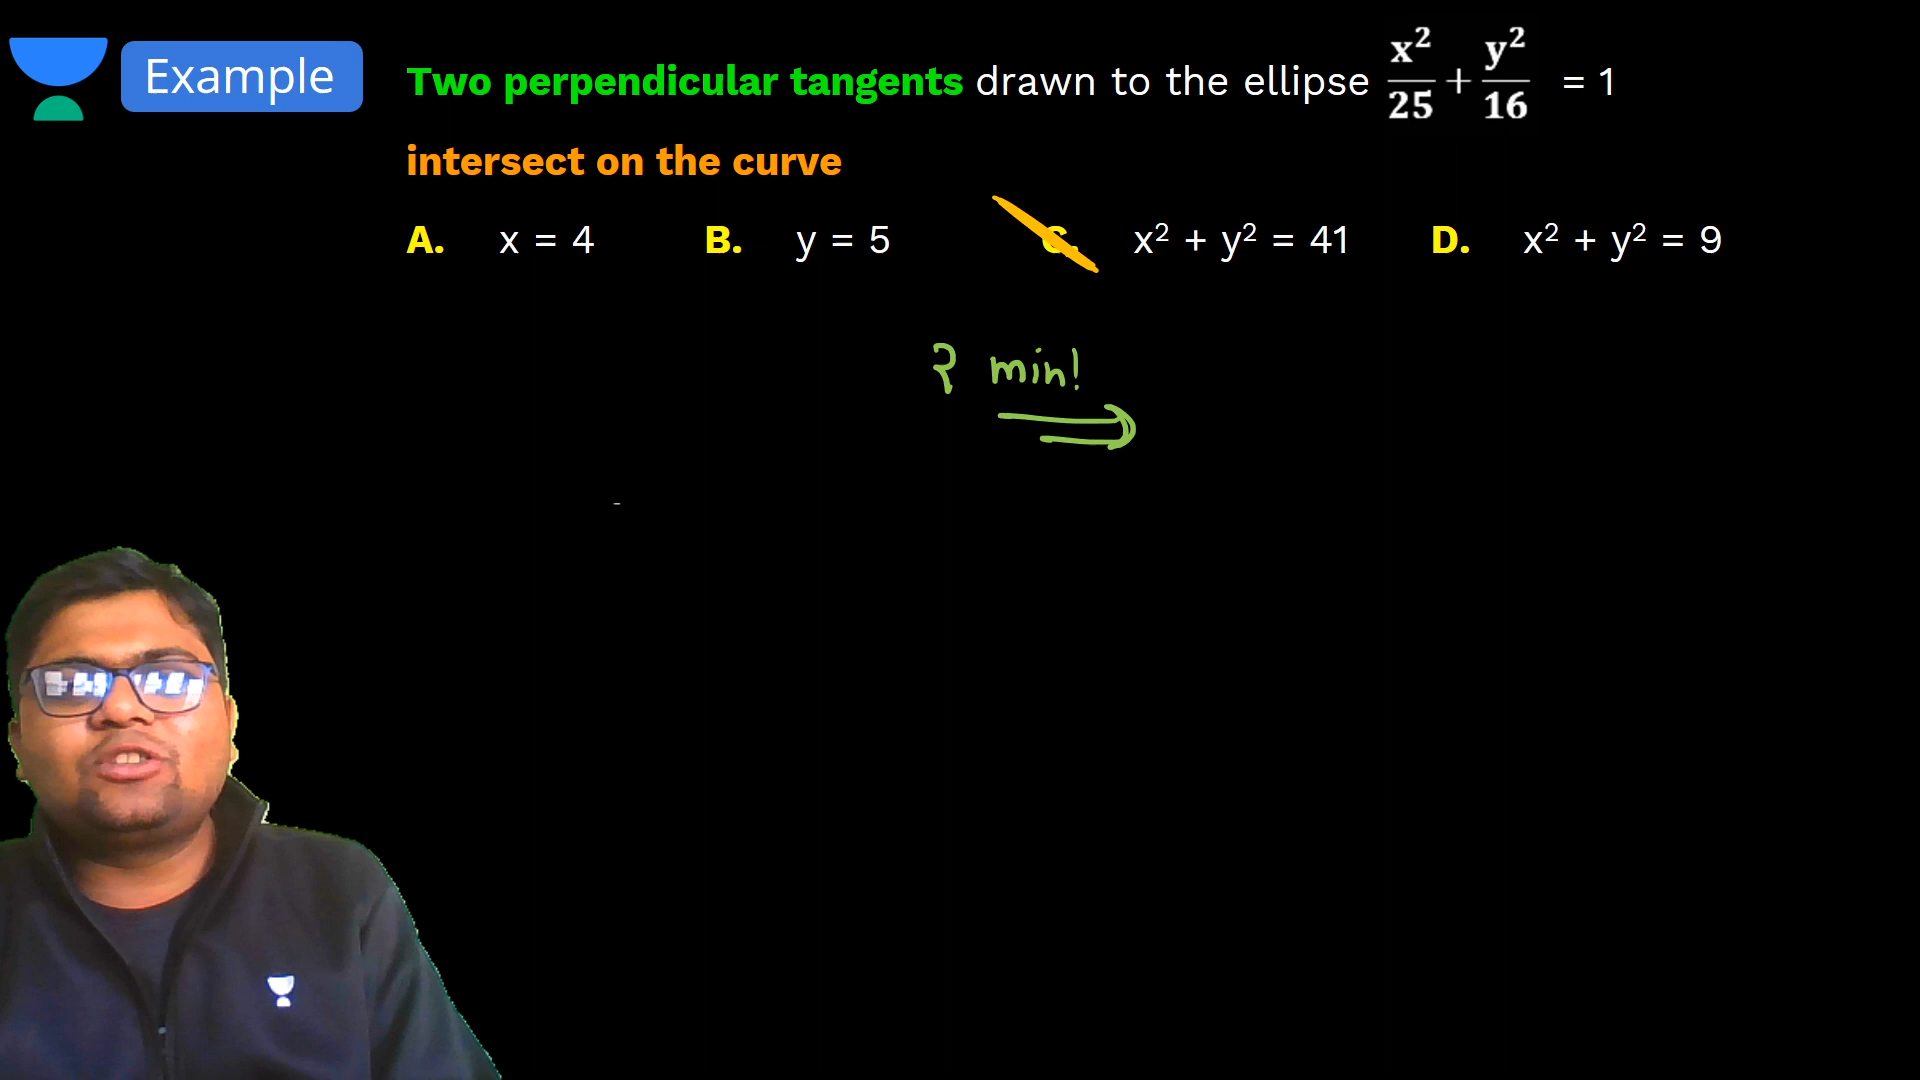 Example
Two perpendicular tangents drawn to the ellipse x²/25 + y²/16 = 1
intersect on the curve
A. x = 4 B. y = 5 C. x² + y² = 41 D. x² + y² = 9
२ min!